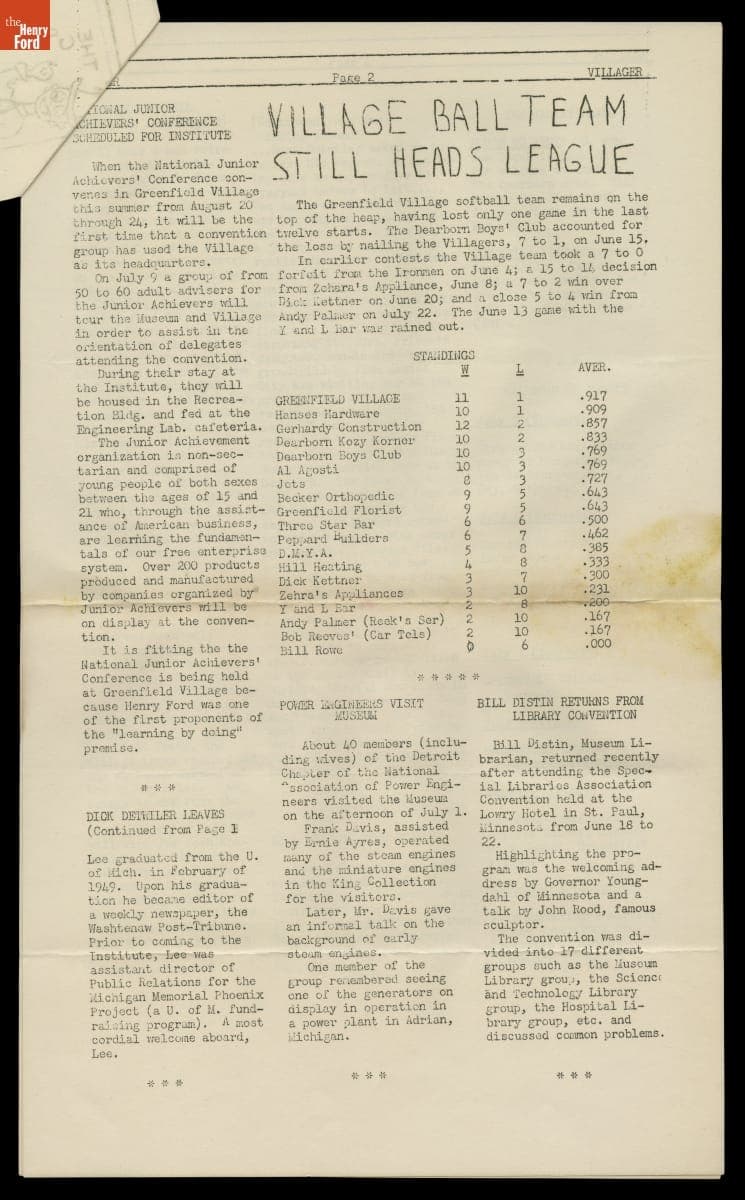 the
Henry
Ford
Page 2
VILLAGER
JUNIOR
CONFERENCE
SCHEDULED FOR INSTITUTE
When the National Junior
Achievers' Conference con-
venes in Greenfield Village
this summer from August 20
through 24, it will be the
first time that a convention
group has used the Village
as its headquarters.
On July 9 a group of from
50 to 60 adult advisers for
the Junior Achievers will
tour the Museum and Village
in order to assist in the
orientation of delegates
attending the convention.
During their stay at
the Institute, they will
be housed in the Recrea-
tion Bldg. and fed at the
Engineering Lab. cafeteria.
The Junior Achievement
organization is non-sec-
tarian and comprised of
young people of both sexes
between the ages of 15 and
21 who, through the assist-
ance of American business,
are learning the fundamen-
tals of our free enterprise
system. Over 200 products
produced and manufactured
by companies organized by
Junior Achievers will be
on display at the conven-
tion.
It is fitting the the
National Junior Achievers'
Conference is being held
at Greenfield Village be-
cause Henry Ford was one
of the first proponents of
the "learning by doing"
premise.
* * *
DICK DETWILER LEAVES
(Continued from Page 1
Lee graduated from the U.
of Mich. in February of
1949. Upon his gradua-
tion he became editor of
a weekly newspaper, the
Washtenaw Post-Tribune.
Prior to coming to the
Institute, Lee was
assistant director of
Public Relations for the
Michigan Memorial Phoenix
Project (a U. of M. fund-
raising program). A most
cordial welcome aboard,
Lee.
* * *
VILLAGE BALL TEAM
STILL HEADS LEAGUE
The Greenfield Village softball team remains on the
top of the heap, having lost only one game in the last
twelve starts. The Dearborn Boys' Club accounted for
the loss by nailing the Villagers, 7 to 1, on June 15.
In earlier contests the Village team took a 7 to 0
forfeit from the Ironmen on June 4; a 15 to 14 decision
from Zehara's Appliance, June 8; a 7 to 2 win over
Dick Kettner on June 20; and a close 5 to 4 win from
Andy Palmer on July 22. The June 13 game with the
Y and L Bar was rained out.
STANDINGS
W L AVER.
GREENFIELD VILLAGE 11 1 .917
Hanses Hardware 10 1 .909
Gerhardy Construction 12 2 .857
Dearborn Kozy Korner 10 2 .833
Dearborn Boys Club 10 3 .769
Al Agosti 10 3 .769
Jets 8 3 .727
Becker Orthopedic 9 5 .643
Greenfield Florist 9 5 .643
Three Star Bar 6 6 .500
Peppard Builders 6 7 .462
D.M.Y.A. 5 8 .385
Hill Heating 4 8 .333
Dick Kettner 3 7 .300
Zehra's Appliances 3 10 .231
Y and L Bar 2 8 .200
Andy Palmer (Reek's Ser) 2 10 .167
Bob Reeves' (Car Tels) 2 10 .167
Bill Rowe 0 6 .000
* * * * *
POWER ENGINEERS VISIT
MUSEUM
About 40 members (inclu-
ding wives) of the Detroit
Chapter of the National
Association of Power Engi-
neers visited the Museum
on the afternoon of July 1.
Frank Davis, assisted
by Ernie Ayres, operated
many of the steam engines
and the miniature engines
in the King Collection
for the visitors.
Later, Mr. Davis gave
an informal talk on the
background of early
steam engines.
One member of the
group remembered seeing
one of the generators on
display in operation in
a power plant in Adrian,
Michigan.
* * *
BILL DISTIN RETURNS FROM
LIBRARY CONVENTION
Bill Distin, Museum Li-
brarian, returned recently
after attending the Spec-
ial Libraries Association
Convention held at the
Lowry Hotel in St. Paul,
Minnesota from June 18 to
22.
Highlighting the pro-
gram was the welcoming ad-
dress by Governor Young-
dahl of Minnesota and a
talk by John Rood, famous
sculptor.
The convention was di-
vided into 17 different
groups such as the Museum
Library group, the Science
and Technology Library
group, the Hospital Li-
brary group, etc. and
discussed common problems.
* * *